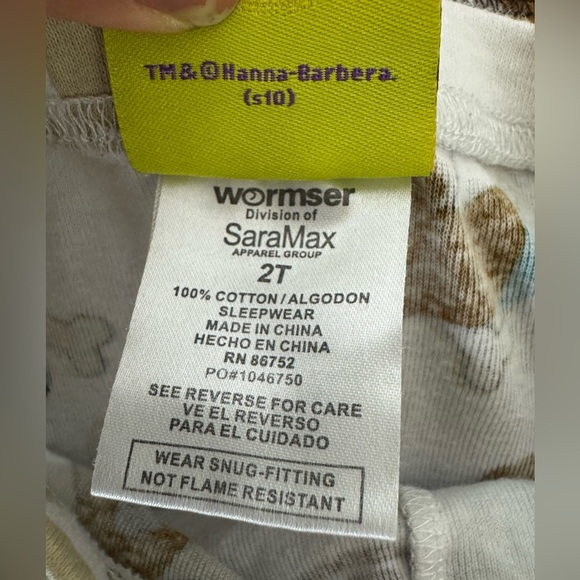 TM&©Hanna-Barbera.
(s10)
wormser
Division of
SaraMax
APPAREL GROUP
2T
100% COTTON/ALGODON
SLEEPWEAR
MADE IN CHINA
HECHO EN CHINA
RN 86752
PO#1046750
SEE REVERSE FOR CARE
VE EL REVERSO
PARA EL CUIDADO
WEAR SNUG-FITTING
NOT FLAME RESISTANT